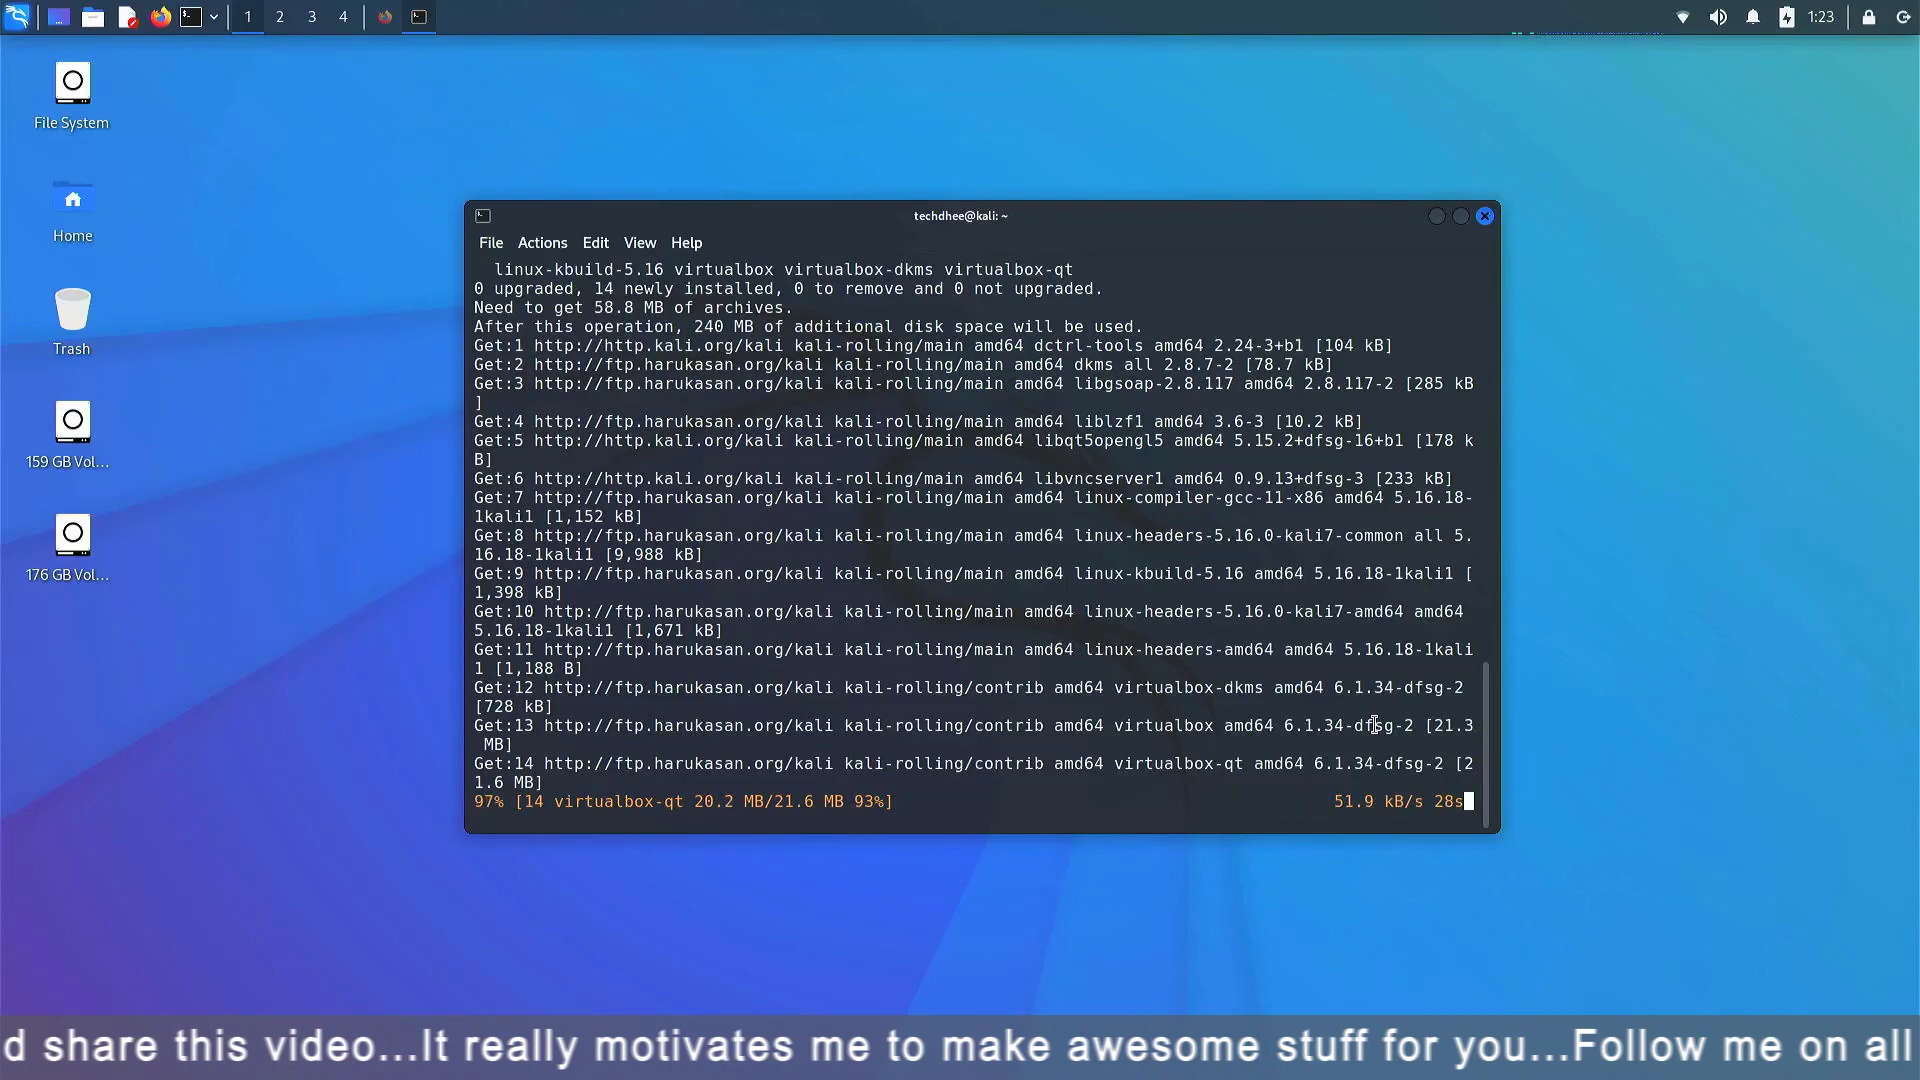 1 2 3 4
1:23
File System
Home
Trash
159 GB Vol...
176 GB Vol...
techdhee@kali: ~
File Actions Edit View Help
linux-kbuild-5.16 virtualbox virtualbox-dkms virtualbox-qt
0 upgraded, 14 newly installed, 0 to remove and 0 not upgraded.
Need to get 58.8 MB of archives.
After this operation, 240 MB of additional disk space will be used.
Get:1 http://http.kali.org/kali kali-rolling/main amd64 dctrl-tools amd64 2.24-3+b1 [104 kB]
Get:2 http://ftp.harukasan.org/kali kali-rolling/main amd64 dkms all 2.8.7-2 [78.7 kB]
Get:3 http://ftp.harukasan.org/kali kali-rolling/main amd64 libgsoap-2.8.117 amd64 2.8.117-2 [285 kB
]
Get:4 http://ftp.harukasan.org/kali kali-rolling/main amd64 liblzf1 amd64 3.6-3 [10.2 kB]
Get:5 http://http.kali.org/kali kali-rolling/main amd64 libqt5opengl5 amd64 5.15.2+dfsg-16+b1 [178 k
B]
Get:6 http://http.kali.org/kali kali-rolling/main amd64 libvncserver1 amd64 0.9.13+dfsg-3 [233 kB]
Get:7 http://ftp.harukasan.org/kali kali-rolling/main amd64 linux-compiler-gcc-11-x86 amd64 5.16.18-
1kali1 [1,152 kB]
Get:8 http://ftp.harukasan.org/kali kali-rolling/main amd64 linux-headers-5.16.0-kali7-common all 5.
16.18-1kali1 [9,988 kB]
Get:9 http://ftp.harukasan.org/kali kali-rolling/main amd64 linux-kbuild-5.16 amd64 5.16.18-1kali1 [
1,398 kB]
Get:10 http://ftp.harukasan.org/kali kali-rolling/main amd64 linux-headers-5.16.0-kali7-amd64 amd64
5.16.18-1kali1 [1,671 kB]
Get:11 http://ftp.harukasan.org/kali kali-rolling/main amd64 linux-headers-amd64 amd64 5.16.18-1kali
1 [1,188 B]
Get:12 http://ftp.harukasan.org/kali kali-rolling/contrib amd64 virtualbox-dkms amd64 6.1.34-dfsg-2
[728 kB]
Get:13 http://ftp.harukasan.org/kali kali-rolling/contrib amd64 virtualbox amd64 6.1.34-dfsg-2 [21.3
MB]
Get:14 http://ftp.harukasan.org/kali kali-rolling/contrib amd64 virtualbox-qt amd64 6.1.34-dfsg-2 [2
1.6 MB]
97% [14 virtualbox-qt 20.2 MB/21.6 MB 93%] 51.9 kB/s 28s
d share this video...It really motivates me to make awesome stuff for you...Follow me on all